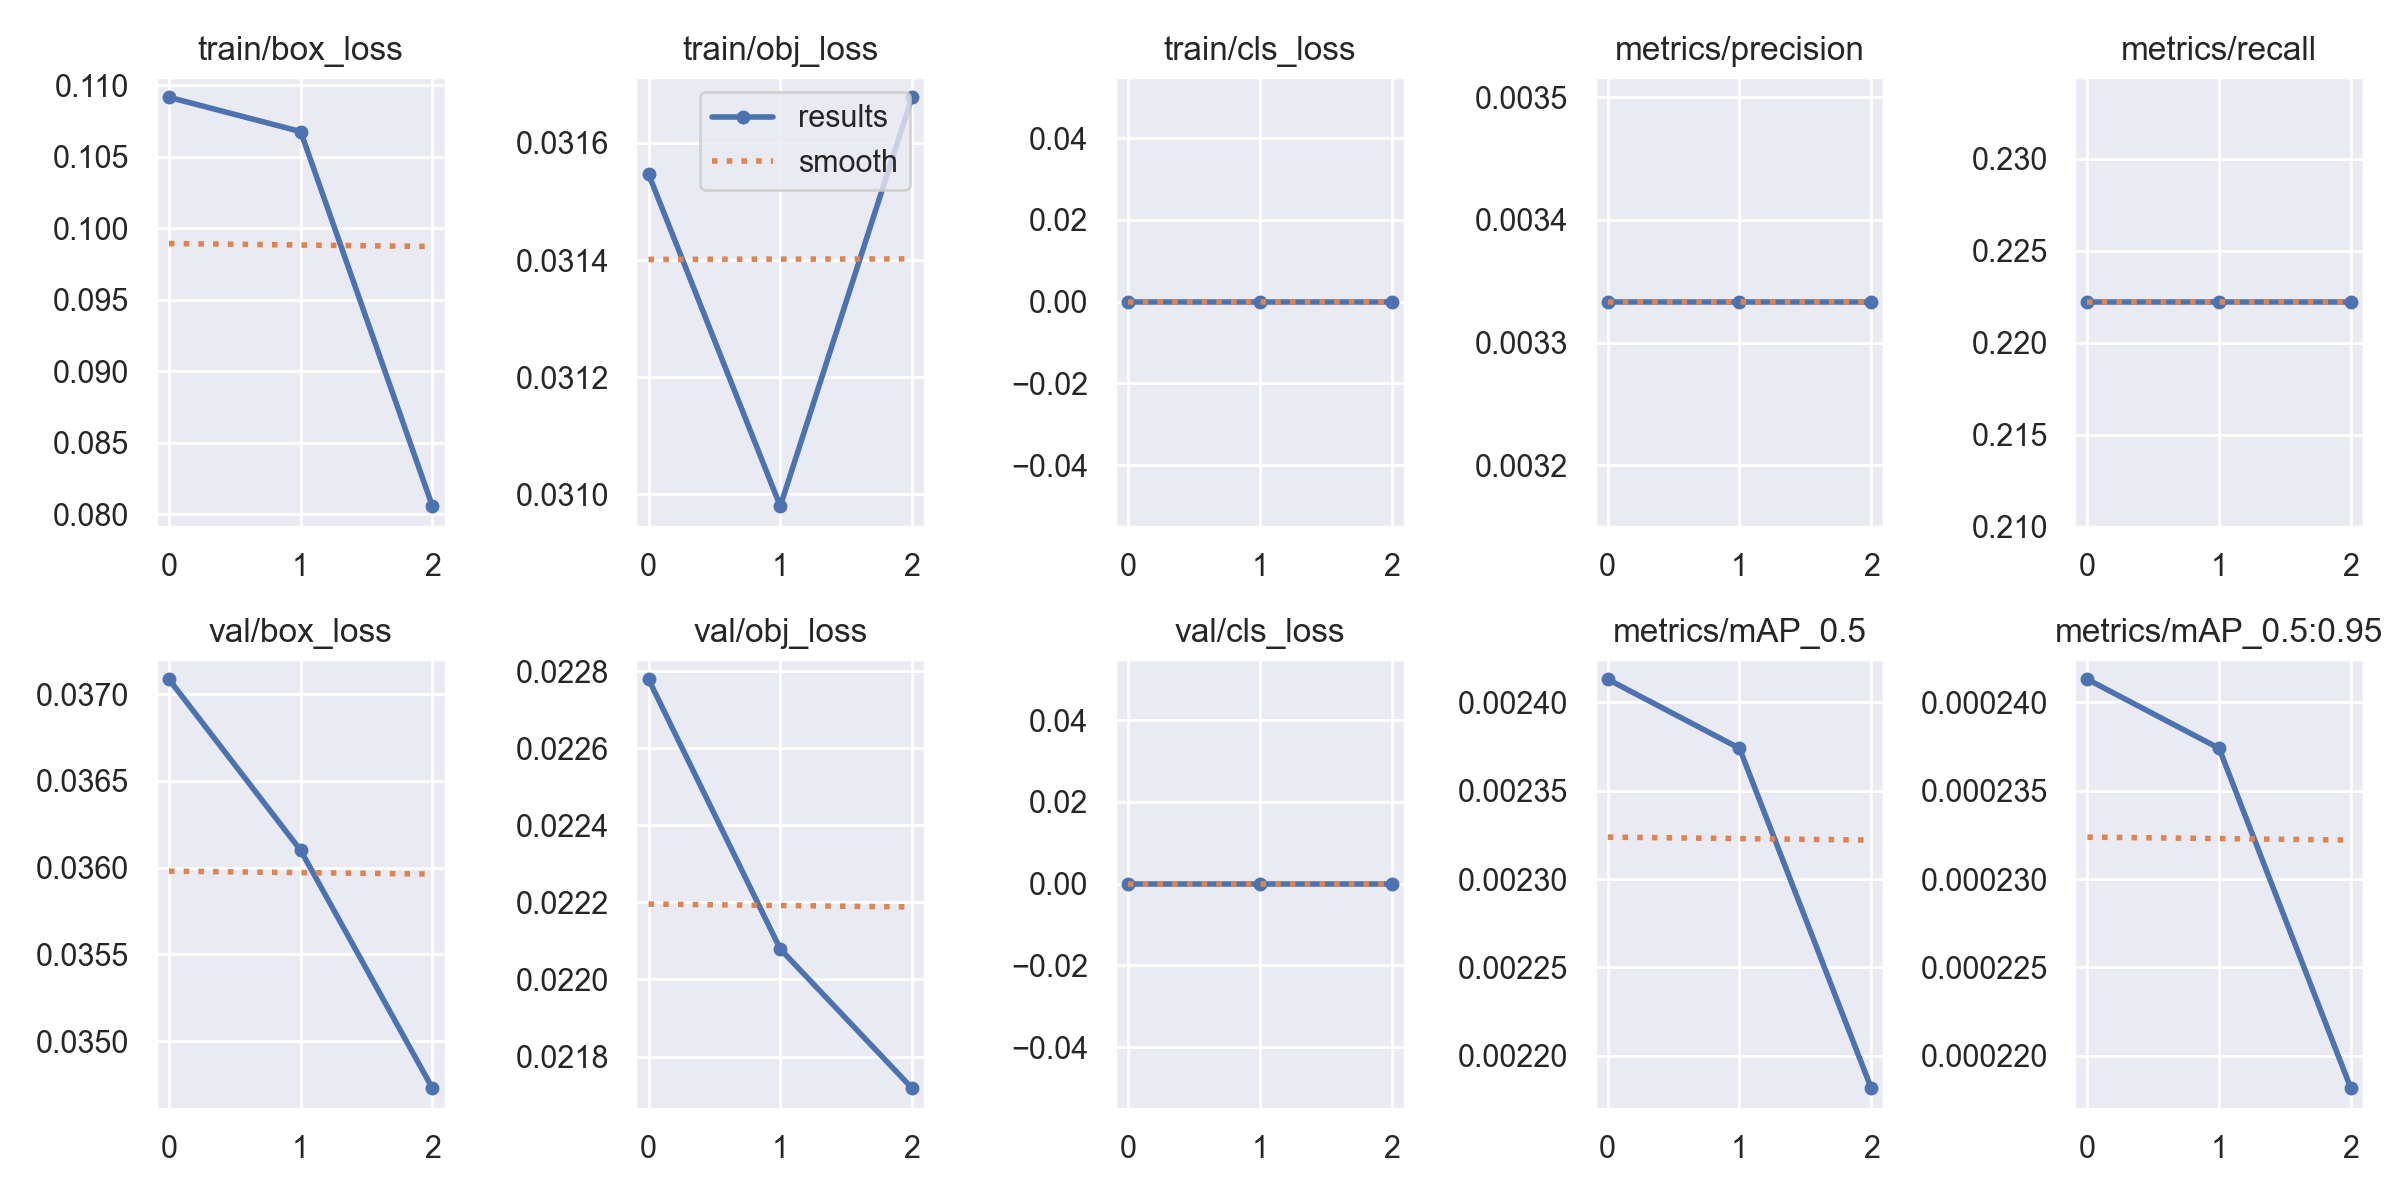 train/box_loss
0.110
0.105
0.100
0.095
0.090
0.085
0.080
0 1 2
train/obj_loss
results
smooth
0.0316
0.0314
0.0312
0.0310
0 1 2
train/cls_loss
0.04
0.02
0.00
−0.02
−0.04
0 1 2
metrics/precision
0.0035
0.0034
0.0033
0.0032
0 1 2
metrics/recall
0.230
0.225
0.220
0.215
0.210
0 1 2
val/box_loss
0.0370
0.0365
0.0360
0.0355
0.0350
0 1 2
val/obj_loss
0.0228
0.0226
0.0224
0.0222
0.0220
0.0218
0 1 2
val/cls_loss
0.04
0.02
0.00
−0.02
−0.04
0 1 2
metrics/mAP_0.5
0.00240
0.00235
0.00230
0.00225
0.00220
0 1 2
metrics/mAP_0.5:0.95
0.000240
0.000235
0.000230
0.000225
0.000220
0 1 2